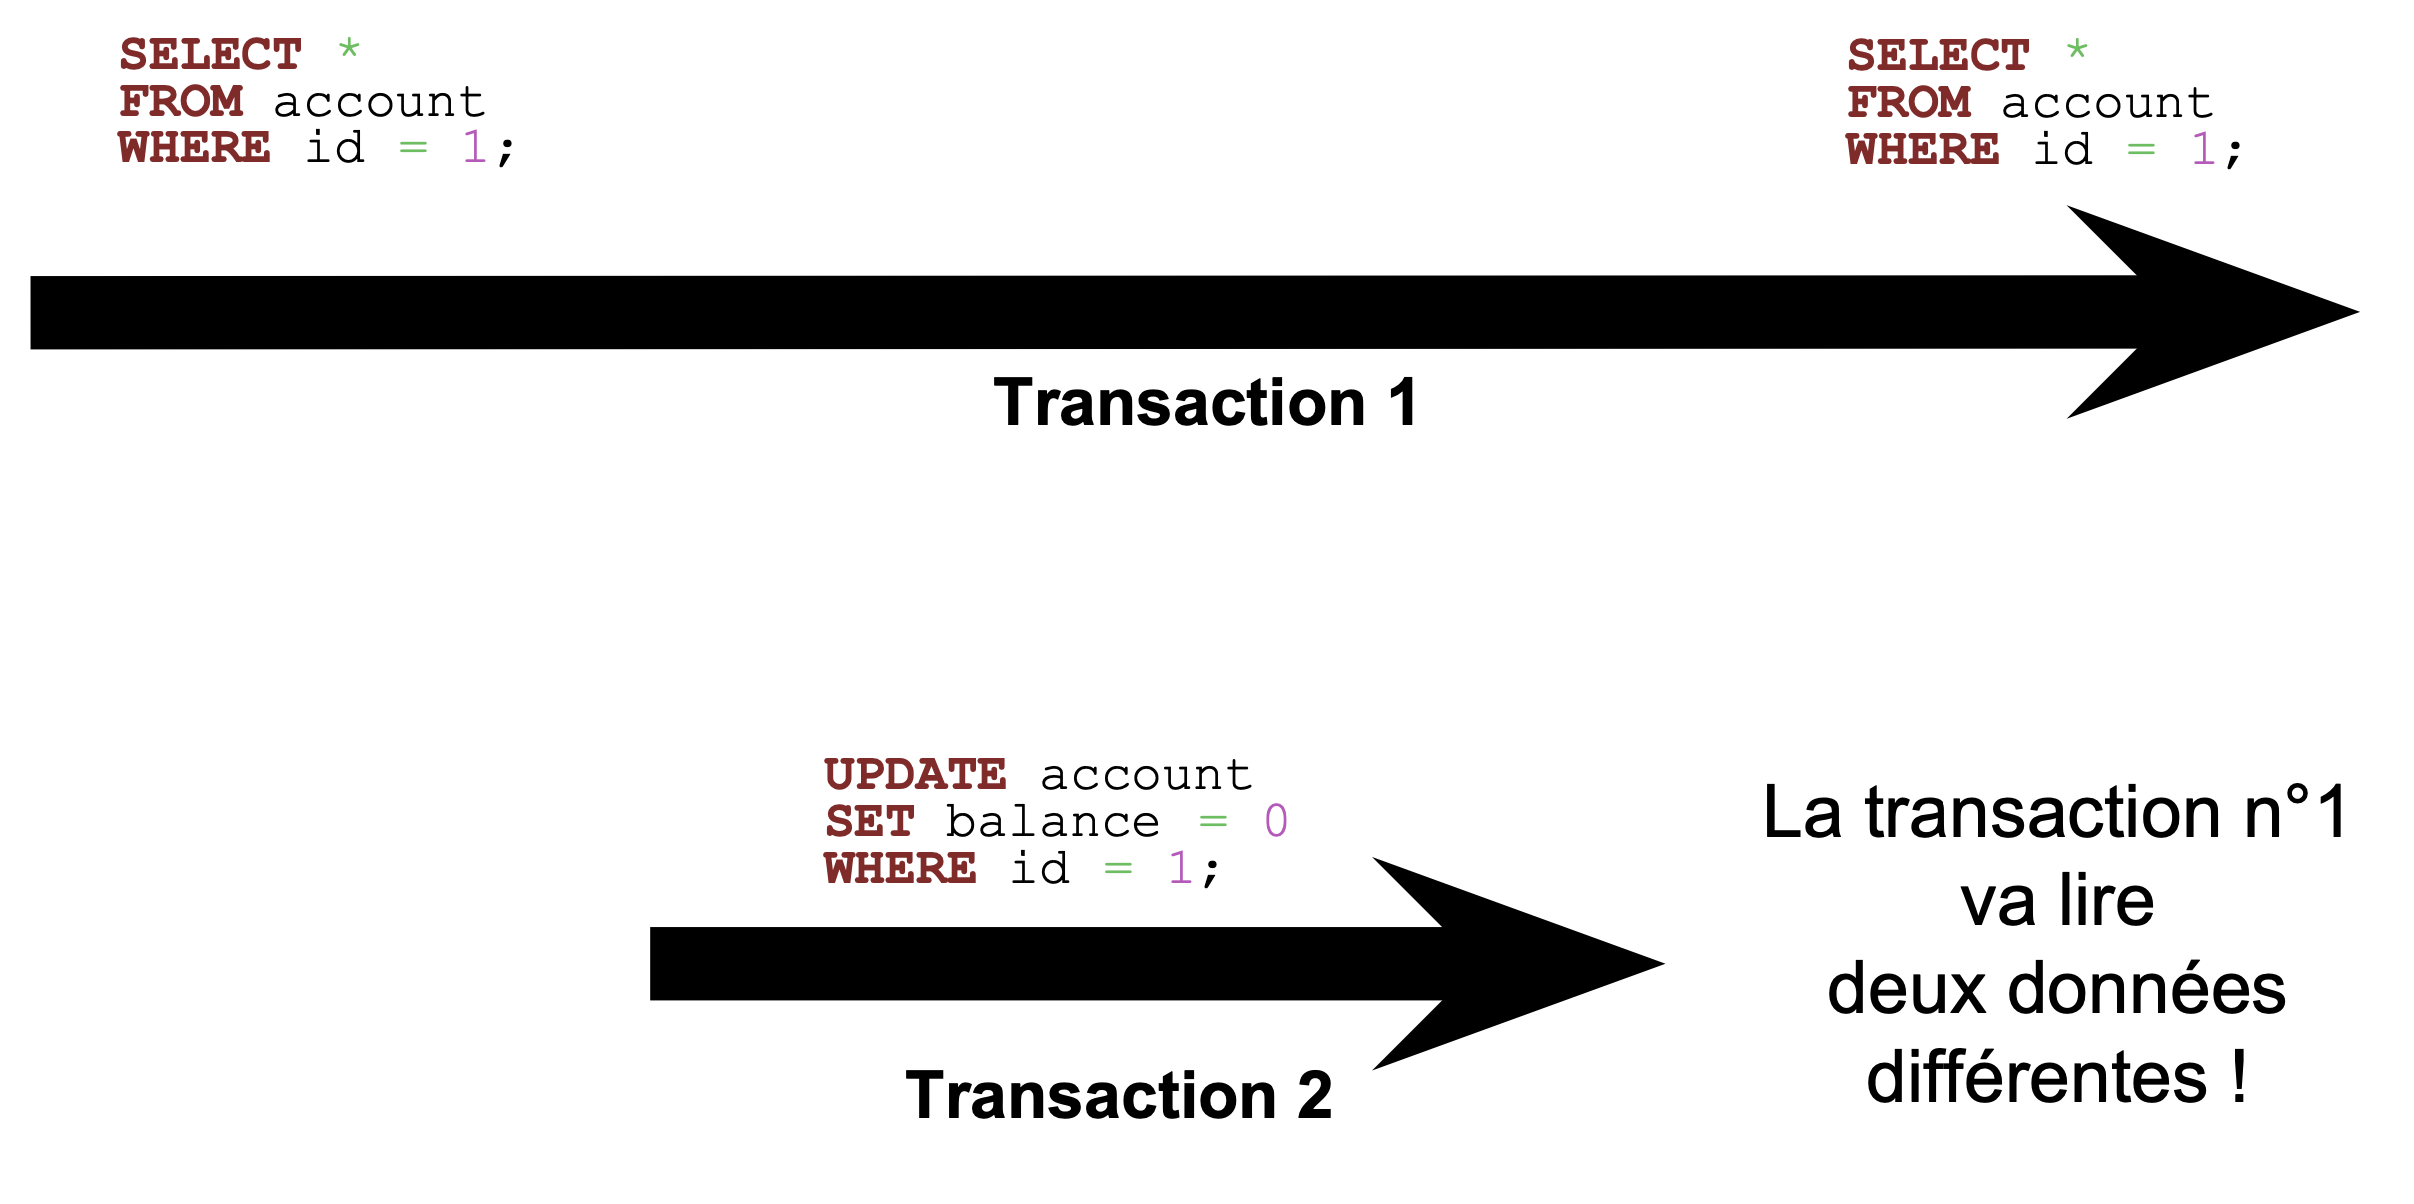 SELECT *
FROM account
WHERE id = 1;
SELECT *
FROM account
WHERE id = 1;
Transaction 1
UPDATE account
SET balance = 0
WHERE id = 1;
Transaction 2
La transaction n°1
va lire
deux données
différentes !